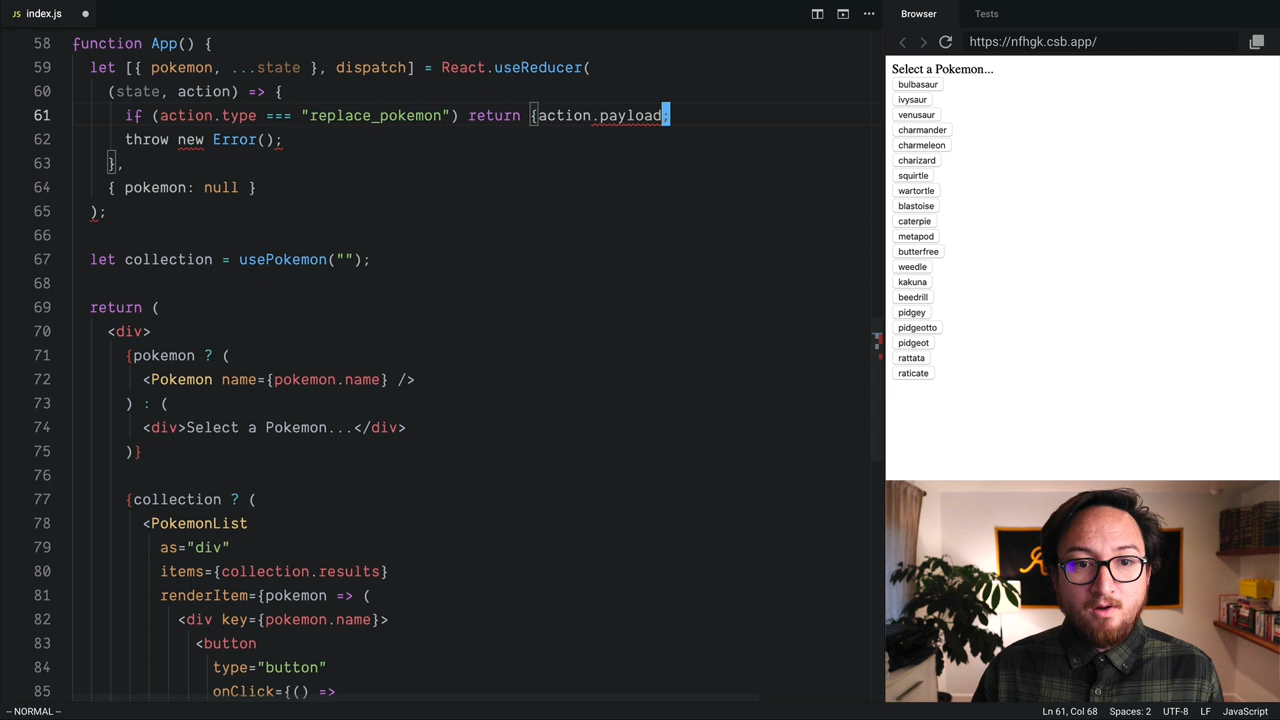 JS index.js
58 function App() {
59 let [{ pokemon, ...state }, dispatch] = React.useReducer(
60 (state, action) => {
61 if (action.type === "replace_pokemon") return {action.payload;
62 throw new Error();
63 },
64 { pokemon: null }
65 );
66
67 let collection = usePokemon("");
68
69 return (
70 <div>
71 {pokemon ? (
72 <Pokemon name={pokemon.name} />
73 ) : (
74 <div>Select a Pokemon...</div>
75 )}
76
77 {collection ? (
78 <PokemonList
79 as="div"
80 items={collection.results}
81 renderItem={pokemon => (
82 <div key={pokemon.name}>
83 <button
84 type="button"
85 onClick={() =>
-- NORMAL --
Ln 61, Col 68 Spaces: 2 UTF-8 LF JavaScript
Browser Tests
https://nfhgk.csb.app/
Select a Pokemon...
bulbasaur
ivysaur
venusaur
charmander
charmeleon
charizard
squirtle
wartortle
blastoise
caterpie
metapod
butterfree
weedle
kakuna
beedrill
pidgey
pidgeotto
pidgeot
rattata
raticate